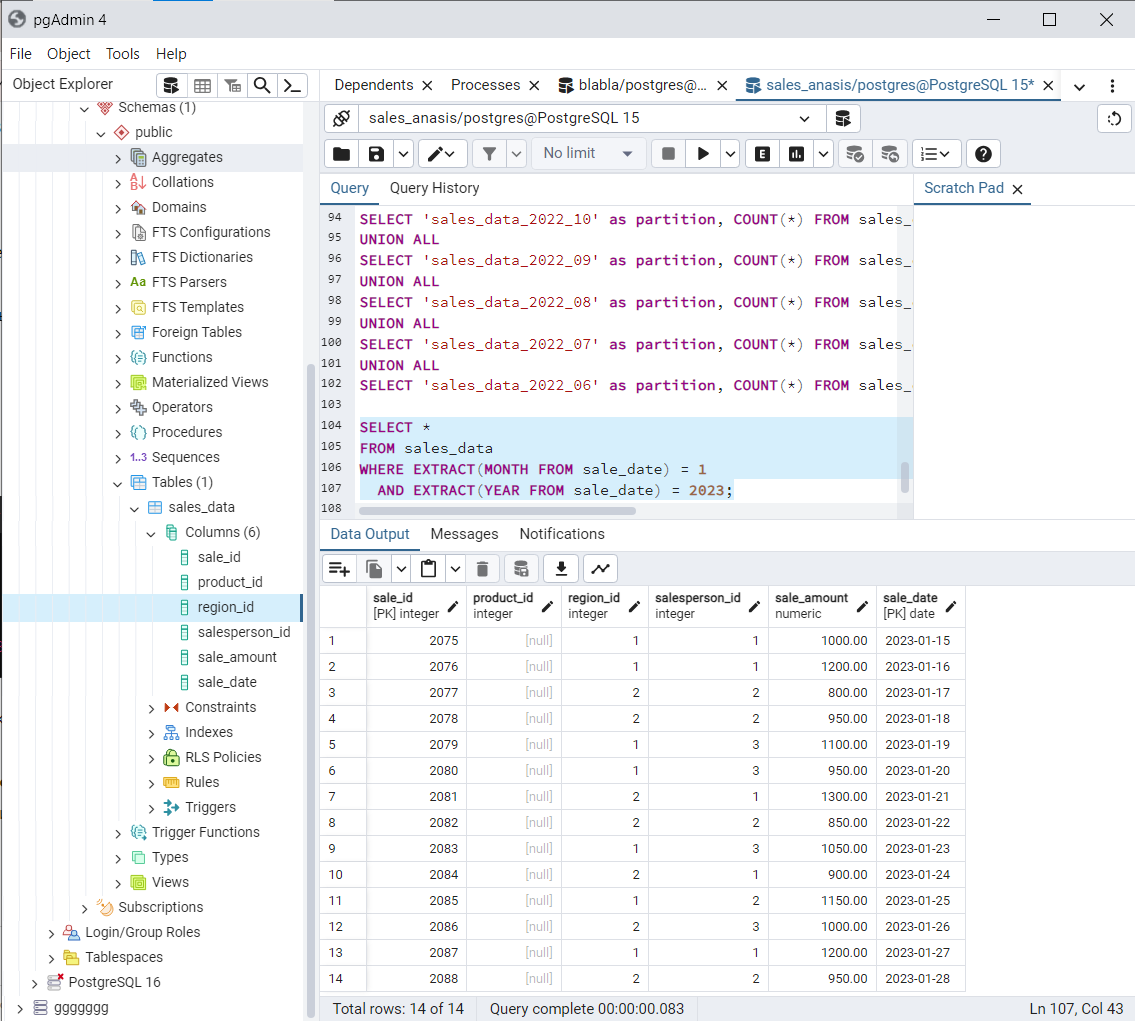 pgAdmin 4
File Object Tools Help
Object Explorer
Dependents Processes blabla/postgres@... sales_anasis/postgres@PostgreSQL 15*
sales_anasis/postgres@PostgreSQL 15
No limit
E
Query Query History
Scratch Pad
Schemas (1)
public
Aggregates
Collations
Domains
FTS Configurations
FTS Dictionaries
Aa FTS Parsers
FTS Templates
Foreign Tables
Functions
Materialized Views
Operators
Procedures
1..3 Sequences
Tables (1)
sales_data
Columns (6)
sale_id
product_id
region_id
salesperson_id
sale_amount
sale_date
Constraints
Indexes
RLS Policies
Rules
Triggers
Trigger Functions
Types
Views
Subscriptions
Login/Group Roles
Tablespaces
PostgreSQL 16
ggggggg
94 SELECT 'sales_data_2022_10' as partition, COUNT(*) FROM sales_
95 UNION ALL
96 SELECT 'sales_data_2022_09' as partition, COUNT(*) FROM sales_
97 UNION ALL
98 SELECT 'sales_data_2022_08' as partition, COUNT(*) FROM sales_
99 UNION ALL
100 SELECT 'sales_data_2022_07' as partition, COUNT(*) FROM sales_
101 UNION ALL
102 SELECT 'sales_data_2022_06' as partition, COUNT(*) FROM sales_
103
104 SELECT *
105 FROM sales_data
106 WHERE EXTRACT(MONTH FROM sale_date) = 1
107 AND EXTRACT(YEAR FROM sale_date) = 2023;
108
Data Output Messages Notifications
sale_id product_id region_id salesperson_id sale_amount sale_date
[PK] integer integer integer integer numeric [PK] date
1 2075 [null] 1 1 1000.00 2023-01-15
2 2076 [null] 1 1 1200.00 2023-01-16
3 2077 [null] 2 2 800.00 2023-01-17
4 2078 [null] 2 2 950.00 2023-01-18
5 2079 [null] 1 3 1100.00 2023-01-19
6 2080 [null] 1 3 950.00 2023-01-20
7 2081 [null] 2 1 1300.00 2023-01-21
8 2082 [null] 2 2 850.00 2023-01-22
9 2083 [null] 1 3 1050.00 2023-01-23
10 2084 [null] 2 1 900.00 2023-01-24
11 2085 [null] 1 2 1150.00 2023-01-25
12 2086 [null] 2 3 1000.00 2023-01-26
13 2087 [null] 1 1 1200.00 2023-01-27
14 2088 [null] 2 2 950.00 2023-01-28
Total rows: 14 of 14 Query complete 00:00:00.083 Ln 107, Col 43